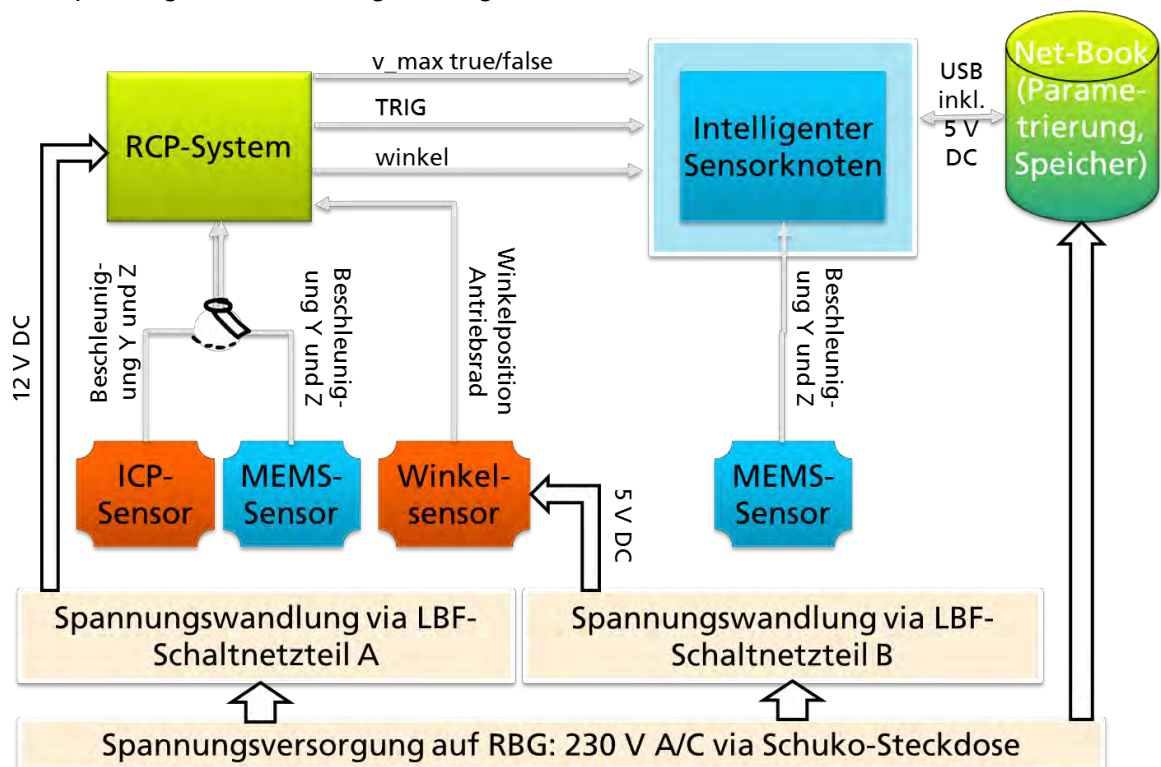 v_max true/false
TRIG
winkel
RCP-System
Intelligenter
Sensorknoten
USB
inkl.
5 V
DC
Net-Book
(Parame-
trierung,
Speicher)
12 V DC
Beschleunig-
ung Y und Z
Beschleunig-
ung Y und Z
Winkelposition
Antriebsrad
Beschleunig-
ung Y und Z
ICP-
Sensor
MEMS-
Sensor
Winkel-
sensor
5 V DC
MEMS-
Sensor
Spannungswandlung via LBF-
Schaltnetzteil A
Spannungswandlung via LBF-
Schaltnetzteil B
Spannungsversorgung auf RBG: 230 V A/C via Schuko-Steckdose